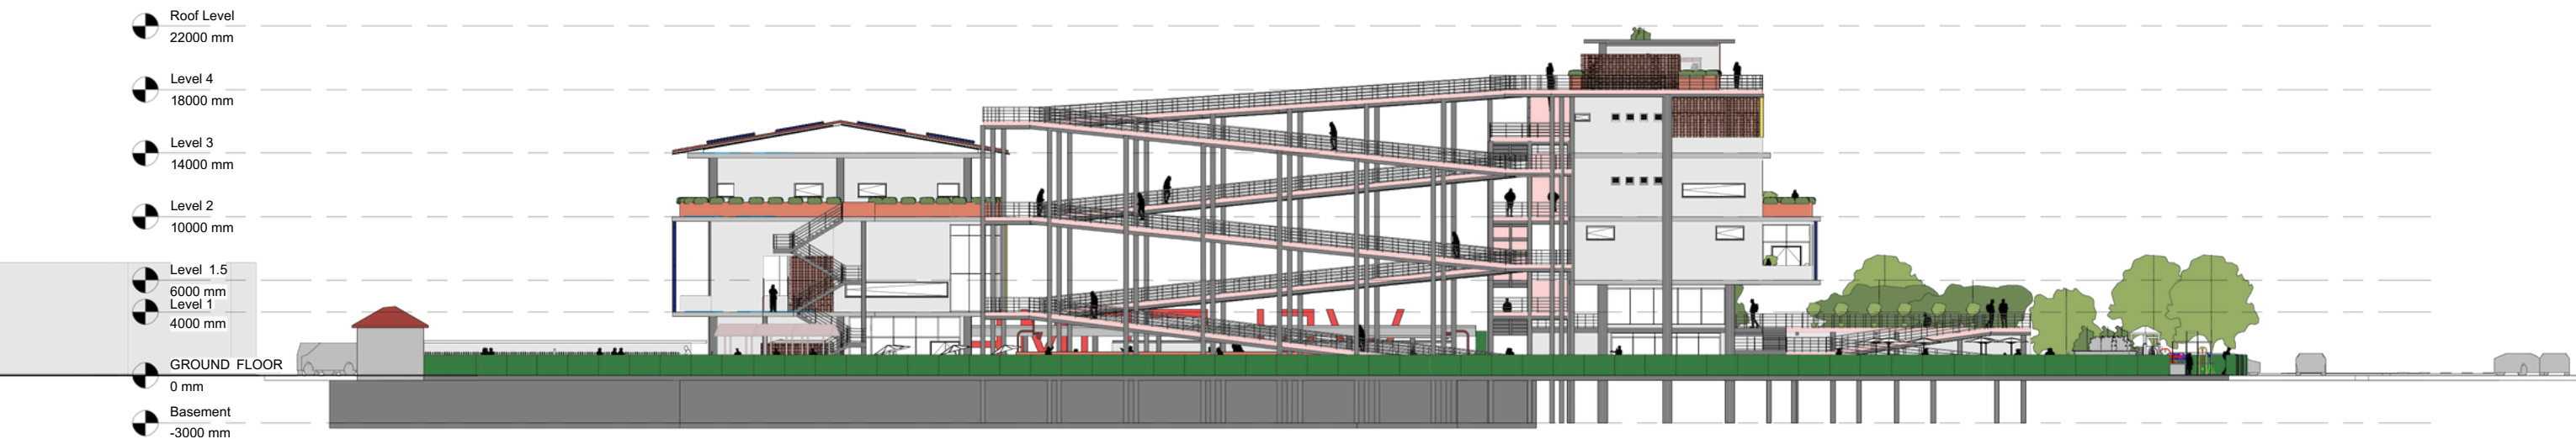 Roof Level
22000 mm
Level 4
18000 mm
Level 3
14000 mm
Level 2
10000 mm
Level 1.5
6000 mm
Level 1
4000 mm
GROUND FLOOR
0 mm
Basement
-3000 mm